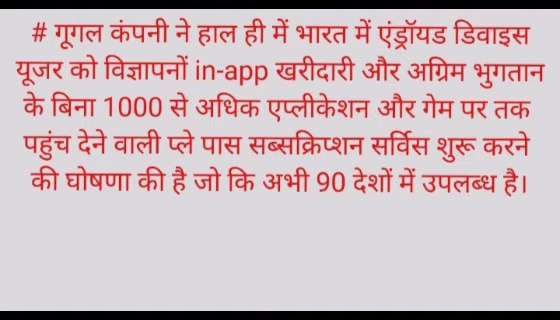 # गूगल कंपनी ने हाल ही में भारत में एंड्रॉयड डिवाइस
यूजर को विज्ञापनों in-app खरीदारी और अग्रिम भुगतान
के बिना 1000 से अधिक एप्लीकेशन और गेम पर तक
पहुंच देने वाली प्ले पास सब्सक्रिप्शन सर्विस शुरू करने
की घोषणा की है जो कि अभी 90 देशों में उपलब्ध है।